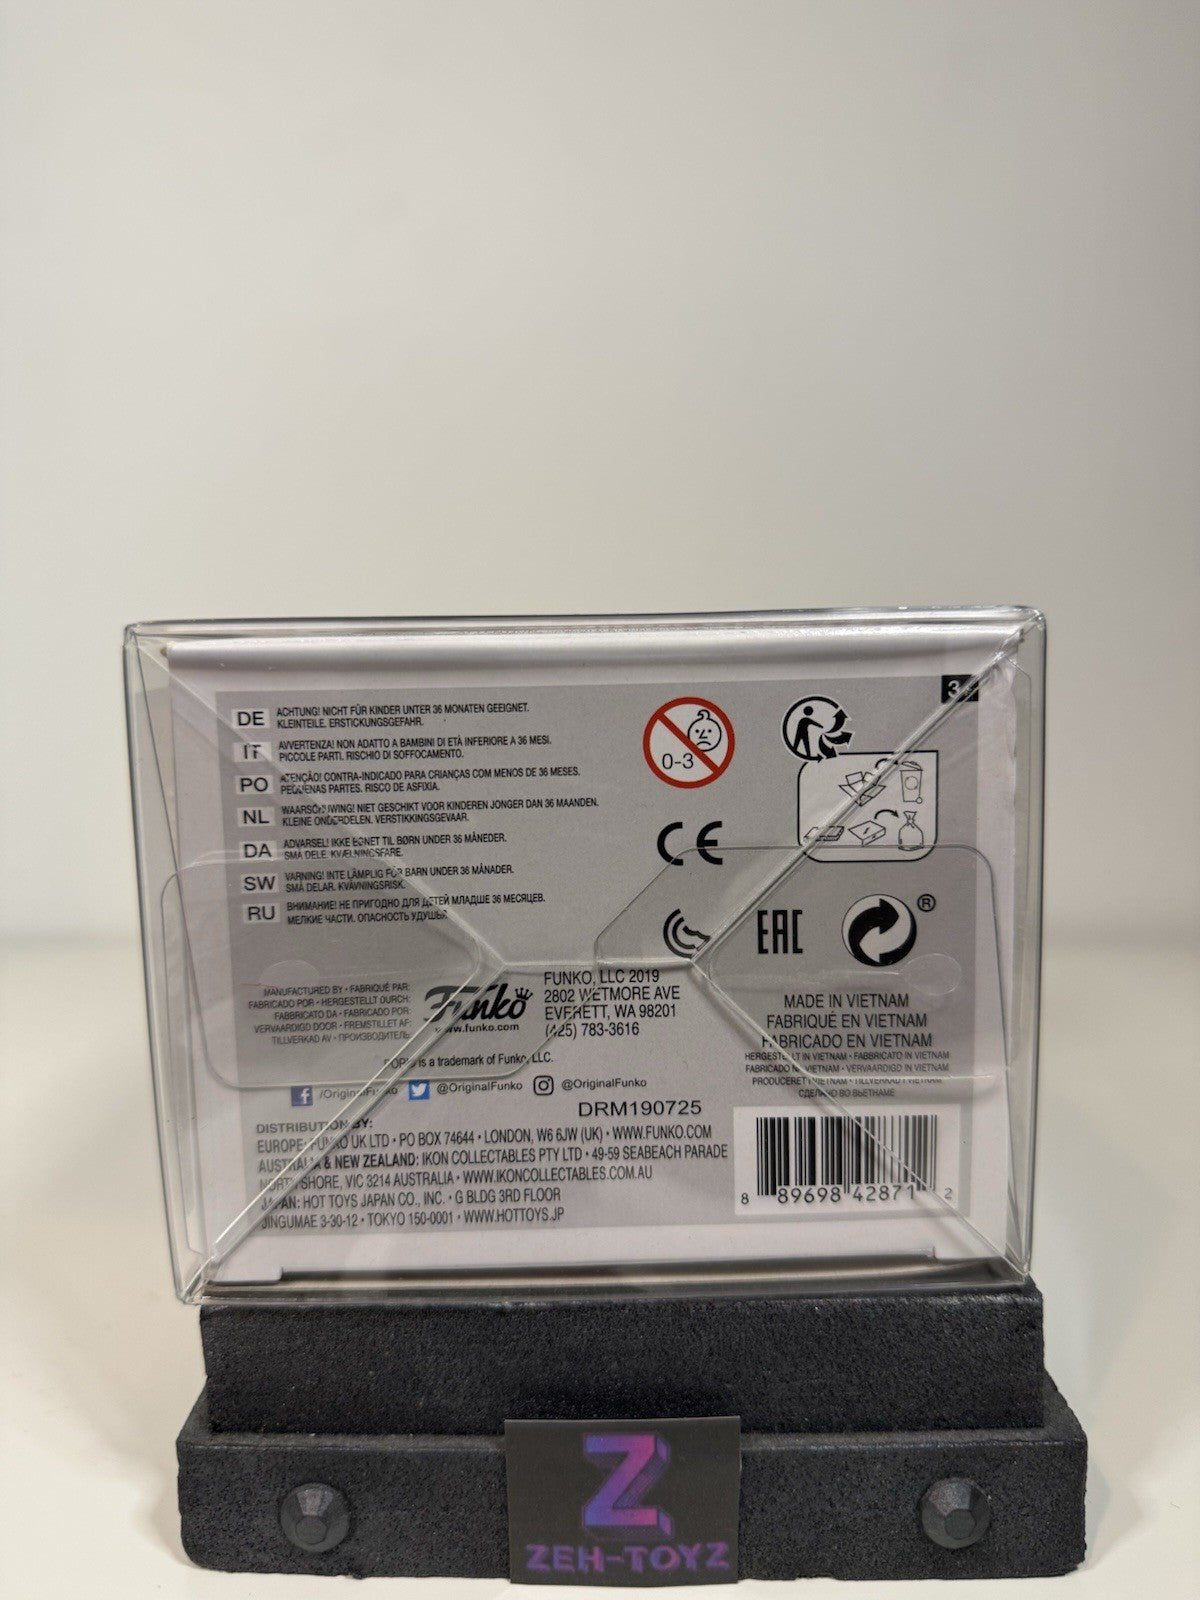 3+
DE ACHTUNG! NICHT FÜR KINDER UNTER 36 MONATEN GEEIGNET.
KLEINTEILE. ERSTICKUNGSGEFAHR.
IT AVVERTENZA! NON ADATTO A BAMBINI DI ETÀ INFERIORE A 36 MESI.
PICCOLE PARTI. RISCHIO DI SOFFOCAMENTO.
PO ATENÇÃO! CONTRA-INDICADO PARA CRIANÇAS COM MENOS DE 36 MESES.
PEQUENAS PARTES. RISCO DE ASFIXIA.
NL WAARSCHUWING! NIET GESCHIKT VOOR KINDEREN JONGER DAN 36 MAANDEN.
KLEINE ONDERDELEN. VERSTIKKINGSGEVAAR.
DA ADVARSEL! IKKE EGNET TIL BØRN UNDER 36 MÅNEDER.
SMÅ DELE. KVÆLNINGSFARE.
SW VARNING! INTE LÄMPLIG FÖR BARN UNDER 36 MÅNADER.
SMÅ DELAR. KVÄVNINGSRISK.
RU ВНИМАНИЕ! НЕ ПРИГОДНО ДЛЯ ДЕТЕЙ МЛАДШЕ 36 МЕСЯЦЕВ.
МЕЛКИЕ ЧАСТИ. ОПАСНОСТЬ УДУШЬЯ
0-3
CE
EAC
®
MANUFACTURED BY • FABRIQUÉ PAR:
FABRICADO POR • HERGESTELLT DURCH:
FABBRICATO DA • FABRICADO POR:
VERVAARDIGD DOOR • FREMSTILLET AF:
TILLVERKAD AV • ПРОИЗВОДИТЕЛЬ:
Funko
www.funko.com
FUNKO, LLC 2019
2802 WETMORE AVE
EVERETT, WA 98201
(425) 783-3616
POP! is a trademark of Funko, LLC.
/OriginalFunko @OriginalFunko @OriginalFunko
DRM190725
MADE IN VIETNAM
FABRIQUÉ EN VIETNAM
FABRICADO EN VIETNAM
HERGESTELLT IN VIETNAM • FABBRICATO IN VIETNAM
FABRICADO NO VIETNAM • VERVAARDIGD IN VIETNAM
PRODUCERET I VIETNAM • TILLVERKAD I VIETNAM
СДЕЛАНО ВО ВЬЕТНАМЕ
DISTRIBUTION BY:
EUROPE: FUNKO UK LTD • PO BOX 74644 • LONDON, W6 6JW (UK) • WWW.FUNKO.COM
AUSTRALIA & NEW ZEALAND: IKON COLLECTABLES PTY LTD • 49-59 SEABEACH PARADE
NORTH SHORE, VIC 3214 AUSTRALIA • WWW.IKONCOLLECTABLES.COM.AU
JAPAN: HOT TOYS JAPAN CO., INC. • G BLDG 3RD FLOOR
JINGUMAE 3-30-12 • TOKYO 150-0001 • WWW.HOTTOYS.JP
8 89698 42871 2
Z
ZEH-TOYZ